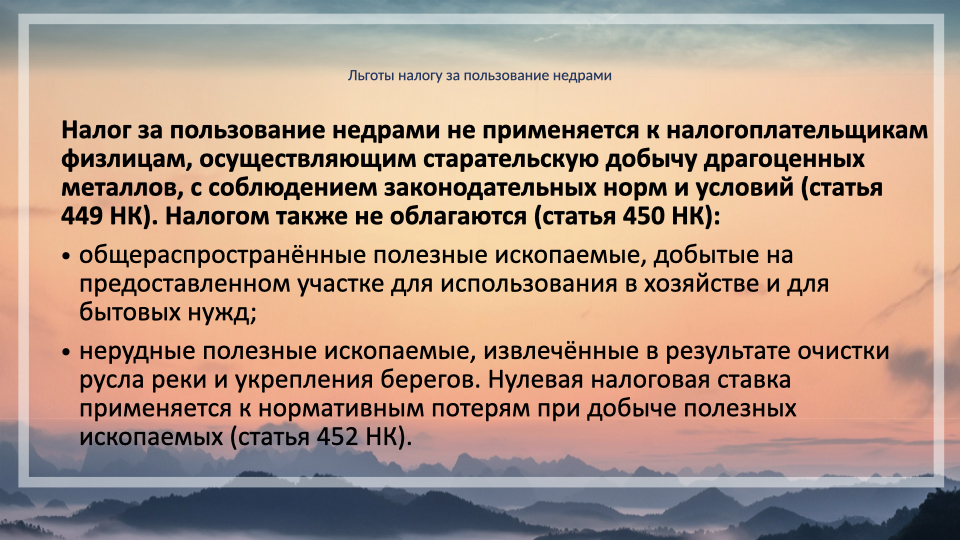 Льготы налогу за пользование недрами
Налог за пользование недрами не применяется к налогоплательщикам
физлицам, осуществляющим старательскую добычу драгоценных
металлов, с соблюдением законодательных норм и условий (статья
449 НК). Налогом также не облагаются (статья 450 НК):
• общераспространённые полезные ископаемые, добытые на
предоставленном участке для использования в хозяйстве и для
бытовых нужд;
• нерудные полезные ископаемые, извлечённые в результате очистки
русла реки и укрепления берегов. Нулевая налоговая ставка
применяется к нормативным потерям при добыче полезных
ископаемых (статья 452 НК).